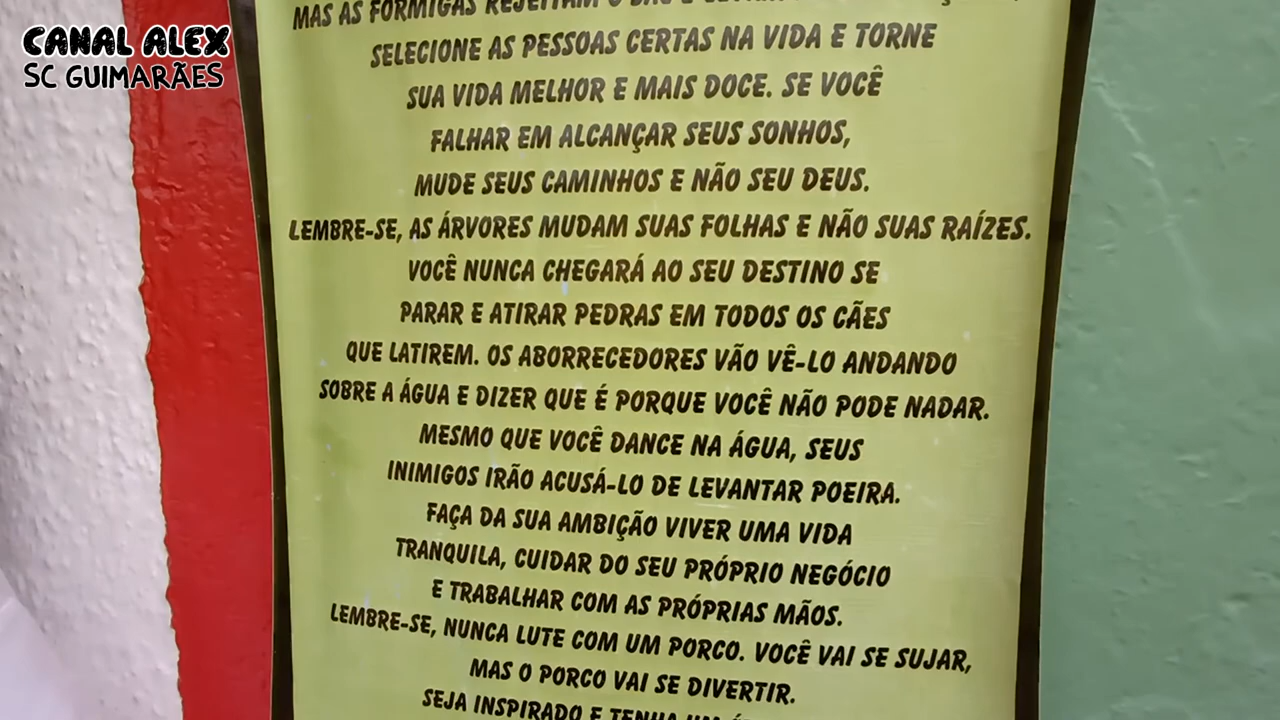 CANAL ALEX
SC GUIMARÃES
MAS AS FORMIGAS REJEITAM O
SELECIONE AS PESSOAS CERTAS NA VIDA E TORNE
SUA VIDA MELHOR E MAIS DOCE. SE VOCÊ
FALHAR EM ALCANÇAR SEUS SONHOS,
MUDE SEUS CAMINHOS E NÃO SEU DEUS.
LEMBRE-SE, AS ÁRVORES MUDAM SUAS FOLHAS E NÃO SUAS RAÍZES.
VOCÊ NUNCA CHEGARÁ AO SEU DESTINO SE
PARAR E ATIRAR PEDRAS EM TODOS OS CÃES
QUE LATIREM. OS ABORRECEDORES VÃO VÊ-LO ANDANDO
SOBRE A ÁGUA E DIZER QUE É PORQUE VOCÊ NÃO PODE NADAR.
MESMO QUE VOCÊ DANCE NA ÁGUA, SEUS
INIMIGOS IRÃO ACUSÁ-LO DE LEVANTAR POEIRA.
FAÇA DA SUA AMBIÇÃO VIVER UMA VIDA
TRANQUILA, CUIDAR DO SEU PRÓPRIO NEGÓCIO
E TRABALHAR COM AS PRÓPRIAS MÃOS.
LEMBRE-SE, NUNCA LUTE COM UM PORCO. VOCÊ VAI SE SUJAR,
MAS O PORCO VAI SE DIVERTIR.
SEJA INSPIRADO E TENHA UM